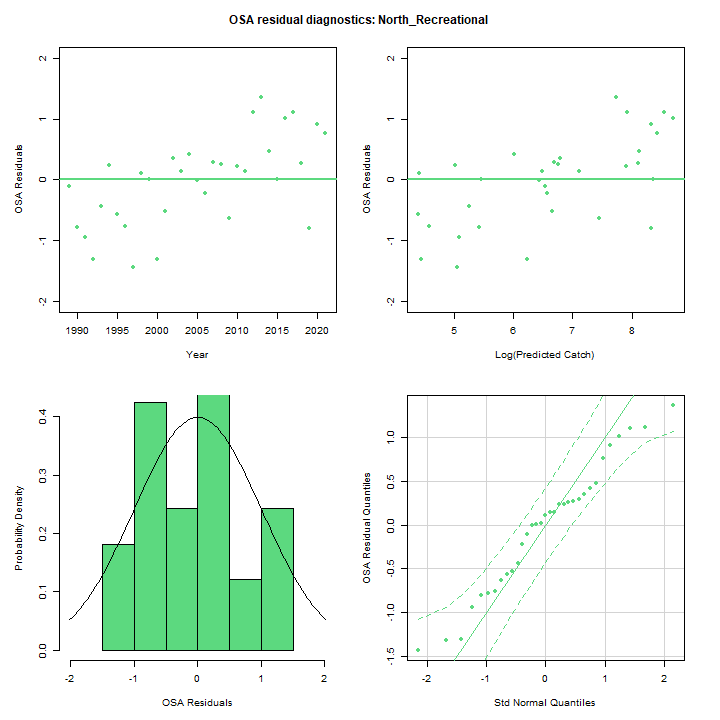 OSA residual diagnostics: North_Recreational
OSA Residuals
2
1
0
-1
-2
1990 1995 2000 2005 2010 2015 2020
Year
OSA Residuals
2
1
0
-1
-2
5 6 7 8
Log(Predicted Catch)
Probability Density
0.4
0.3
0.2
0.1
0.0
-2 -1 0 1 2
OSA Residuals
OSA Residual Quantiles
1.0
0.5
0.0
-0.5
-1.0
-1.5
-2 -1 0 1 2
Std Normal Quantiles